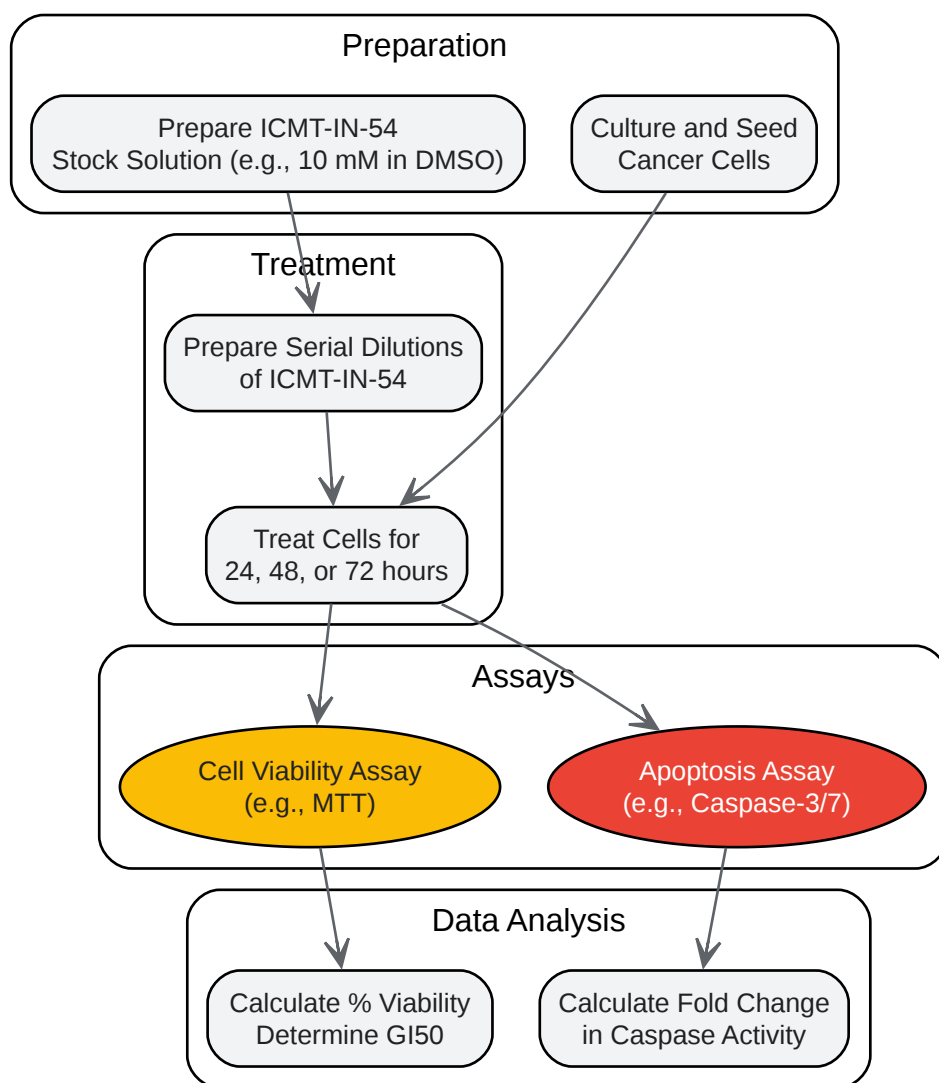 Preparation
Prepare ICMT-IN-54
Stock Solution (e.g., 10 mM in DMSO)
Culture and Seed
Cancer Cells
Treatment
Prepare Serial Dilutions
of ICMT-IN-54
Treat Cells for
24, 48, or 72 hours
Assays
Cell Viability Assay
(e.g., MTT)
Apoptosis Assay
(e.g., Caspase-3/7)
Data Analysis
Calculate % Viability
Determine GI50
Calculate Fold Change
in Caspase Activity